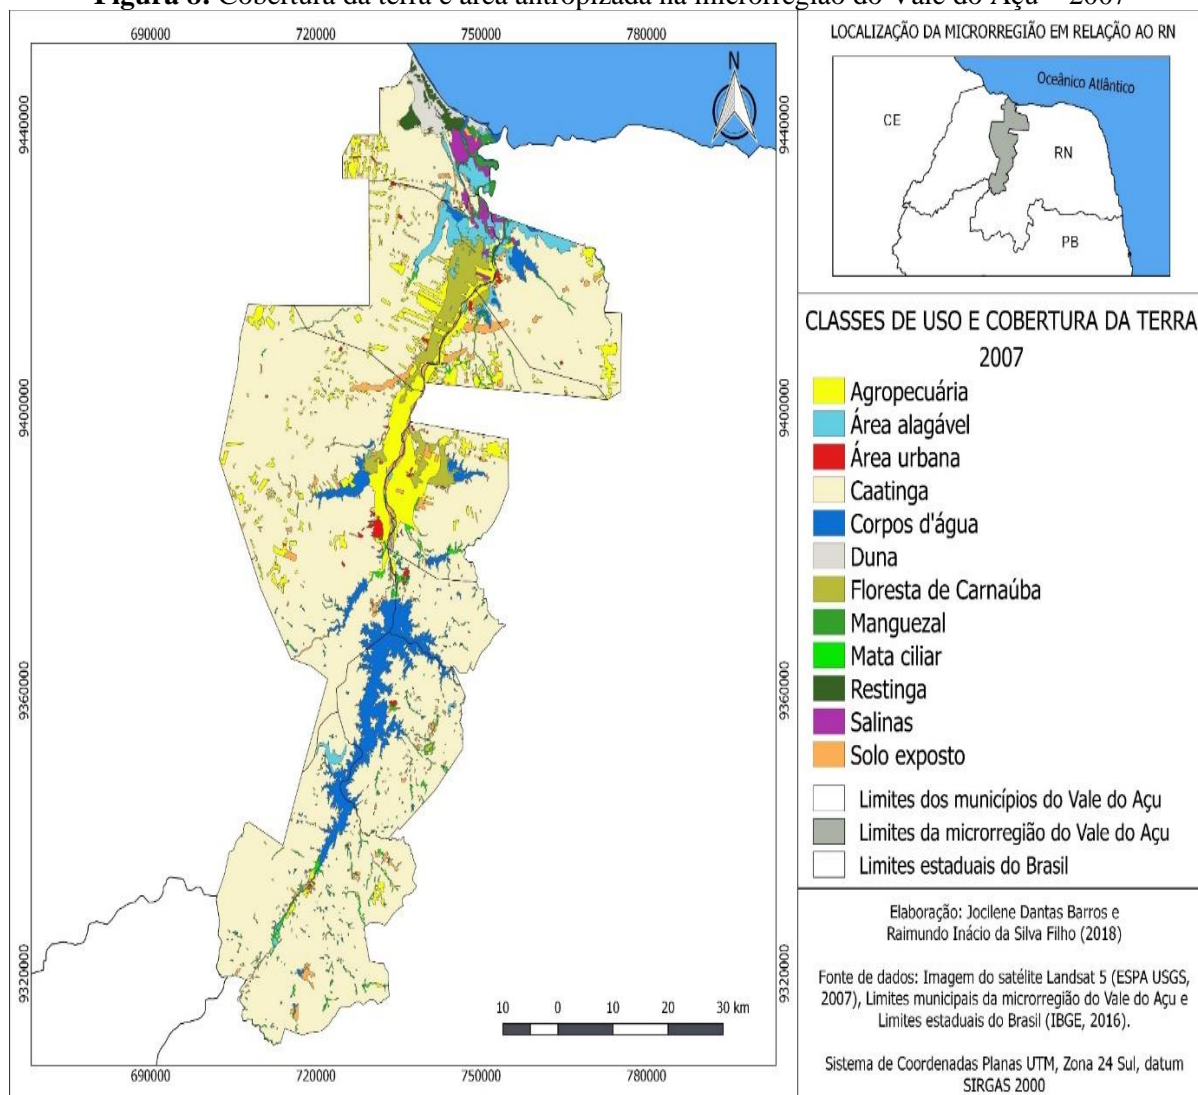 Figura 8: Cobertura da terra e área antropizada na microrregião do Vale do Açu – 2007
690000 720000 750000 780000
N
9440000
9400000
9360000
9320000
9440000
9400000
9360000
9320000
10 0 10 20 30 km
690000 720000 750000 780000
LOCALIZAÇÃO DA MICRORREGIÃO EM RELAÇÃO AO RN
Oceânico Atlântico
CE
RN
PB
CLASSES DE USO E COBERTURA DA TERRA
2007
Agropecuária
Área alagável
Área urbana
Caatinga
Corpos d'água
Duna
Floresta de Carnaúba
Manguezal
Mata ciliar
Restinga
Salinas
Solo exposto
Limites dos municípios do Vale do Açu
Limites da microrregião do Vale do Açu
Limites estaduais do Brasil
Elaboração: Jocilene Dantas Barros e
Raimundo Inácio da Silva Filho (2018)
Fonte de dados: Imagem do satélite Landsat 5 (ESPA USGS,
2007), Limites municipais da microrregião do Vale do Açu e
Limites estaduais do Brasil (IBGE, 2016).
Sistema de Coordenadas Planas UTM, Zona 24 Sul, datum
SIRGAS 2000